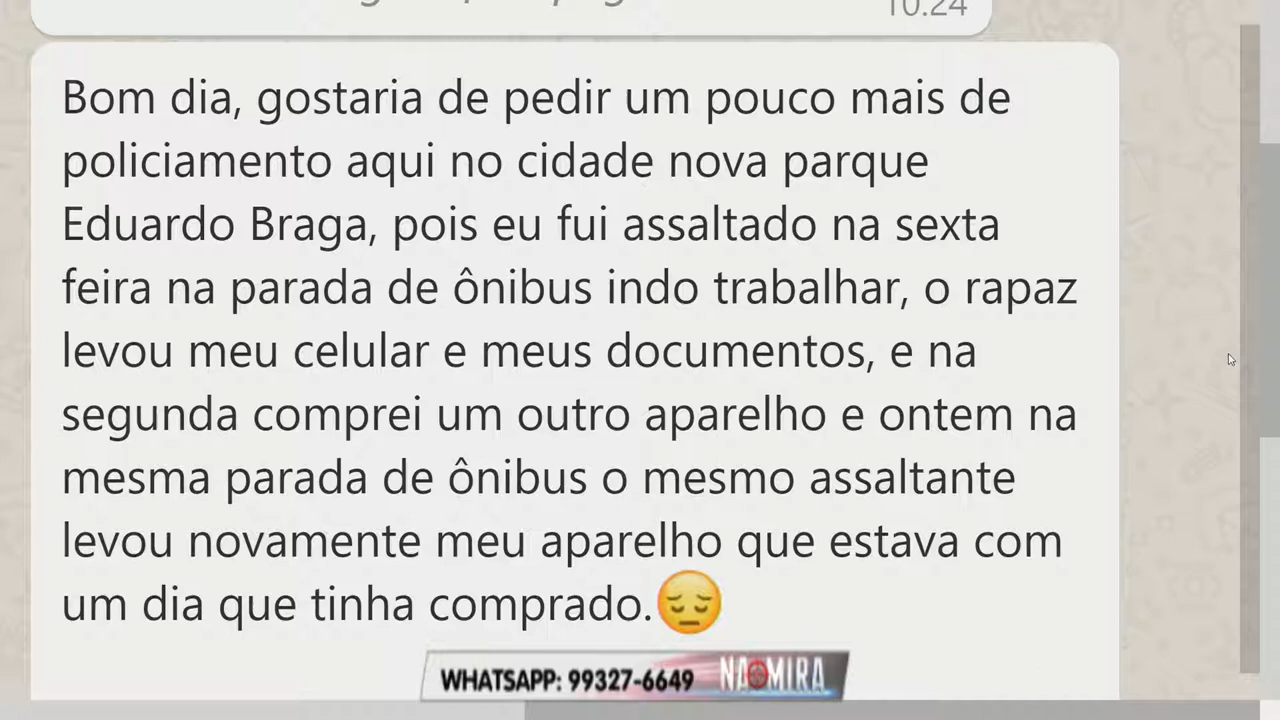 10:24
Bom dia, gostaria de pedir um pouco mais de
policiamento aqui no cidade nova parque
Eduardo Braga, pois eu fui assaltado na sexta
feira na parada de ônibus indo trabalhar, o rapaz
levou meu celular e meus documentos, e na
segunda comprei um outro aparelho e ontem na
mesma parada de ônibus o mesmo assaltante
levou novamente meu aparelho que estava com
um dia que tinha comprado.😔
WHATSAPP: 99327-6649 NA MIRA